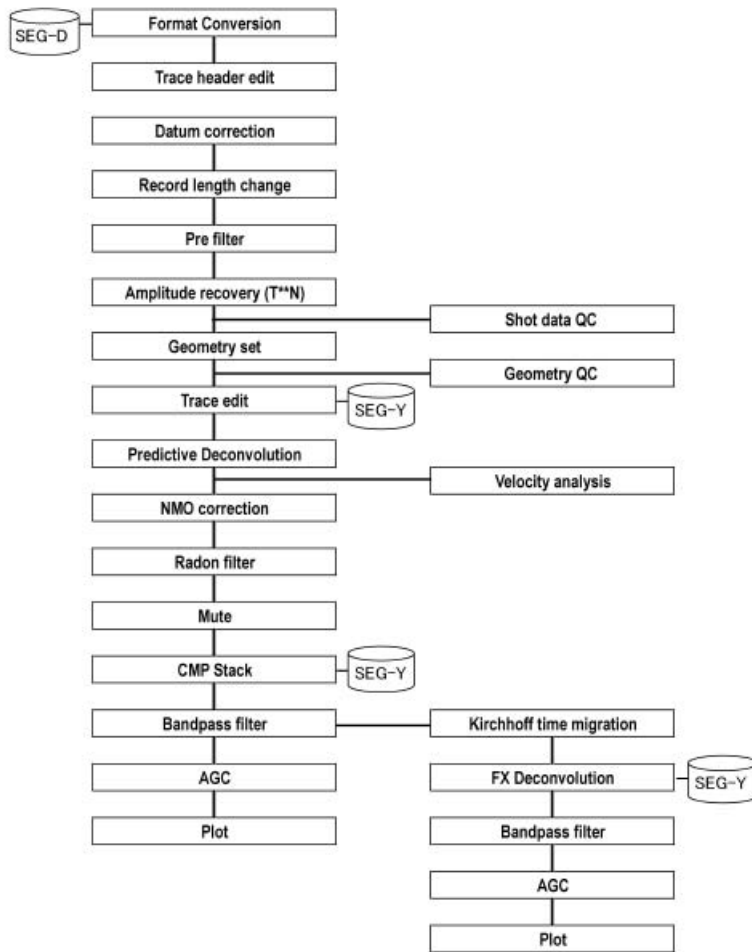 SEG-D
Format Conversion
Trace header edit
Datum correction
Record length change
Pre filter
Amplitude recovery (T**N)
Shot data QC
Geometry set
Geometry QC
Trace edit
SEG-Y
Predictive Deconvolution
Velocity analysis
NMO correction
Radon filter
Mute
CMP Stack
SEG-Y
Bandpass filter
Kirchhoff time migration
AGC
FX Deconvolution
SEG-Y
Plot
Bandpass filter
AGC
Plot